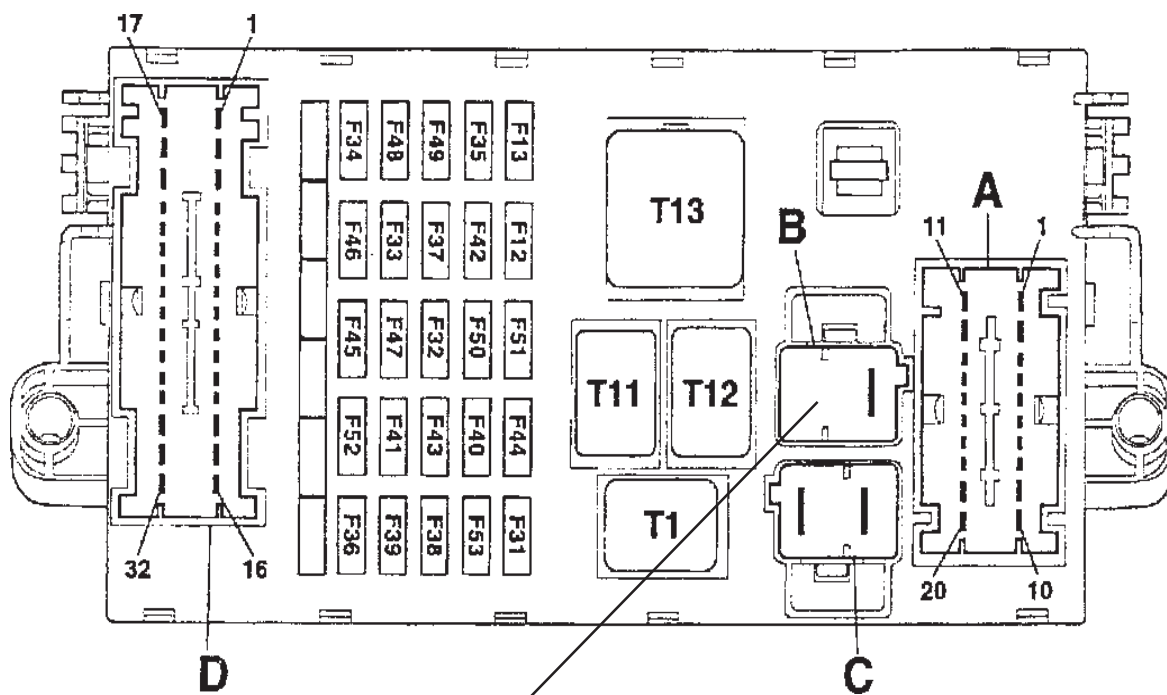 17 1
F34 F48 F49 F35 F13
T13
A
B
11 1
F46 F33 F37 F42 F12
F45 F47 F32 F50 F51
T11 T12
F52 F41 F43 F40 F44
T1
F36 F39 F38 F53 F31
32 16
20 10
D
C